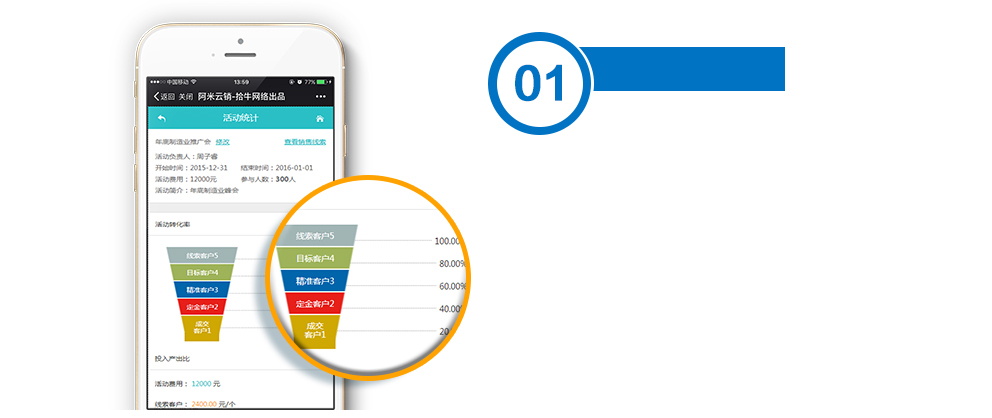 中国移动 13:59 77%
返回 关闭 阿米云销-拾牛网络出品
活动统计
年底制造业推广会 修改 查看销售线索
活动负责人：周子睿
开始时间：2015-12-31 结束时间：2016-01-01
活动费用：12000元 参与人数：300人
活动简介：年底制造业峰会
活动转化率
线索客户5
目标客户4
精准客户3
定金客户2
成交
客户1
投入产出比
活动费用：12000 元
线索客户：2400.00 元/个
线索客户5
100.00%
目标客户4
80.00%
精准客户3
60.00%
定金客户2
40.00
成交
客户1
20
01